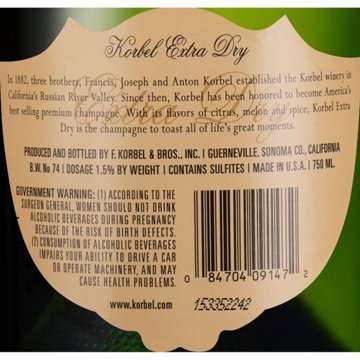 Korbel Extra Dry
In 1882, three brothers, Francis, Joseph and Anton Korbel established the Korbel winery in
California's Russian River Valley. Since then, Korbel has been honored to become America's
best selling premium champagne. With its flavors of citrus, melon and spice, Korbel Extra
Dry is the champagne to toast all of life's great moments.
Extra Dry
PRODUCED AND BOTTLED BY F. KORBEL & BROS., INC. | GUERNEVILLE, SONOMA CO., CALIFORNIA
B.W. No 74 | DOSAGE 1.5% BY WEIGHT | CONTAINS SULFITES | MADE IN U.S.A. | 750 ML
GOVERNMENT WARNING: (1) ACCORDING TO THE
SURGEON GENERAL, WOMEN SHOULD NOT DRINK
ALCOHOLIC BEVERAGES DURING PREGNANCY
BECAUSE OF THE RISK OF BIRTH DEFECTS.
(2) CONSUMPTION OF ALCOHOLIC BEVERAGES
IMPAIRS YOUR ABILITY TO DRIVE A CAR
OR OPERATE MACHINERY, AND MAY
CAUSE HEALTH PROBLEMS.
0 84704 09147 2
www.korbel.com
153352242